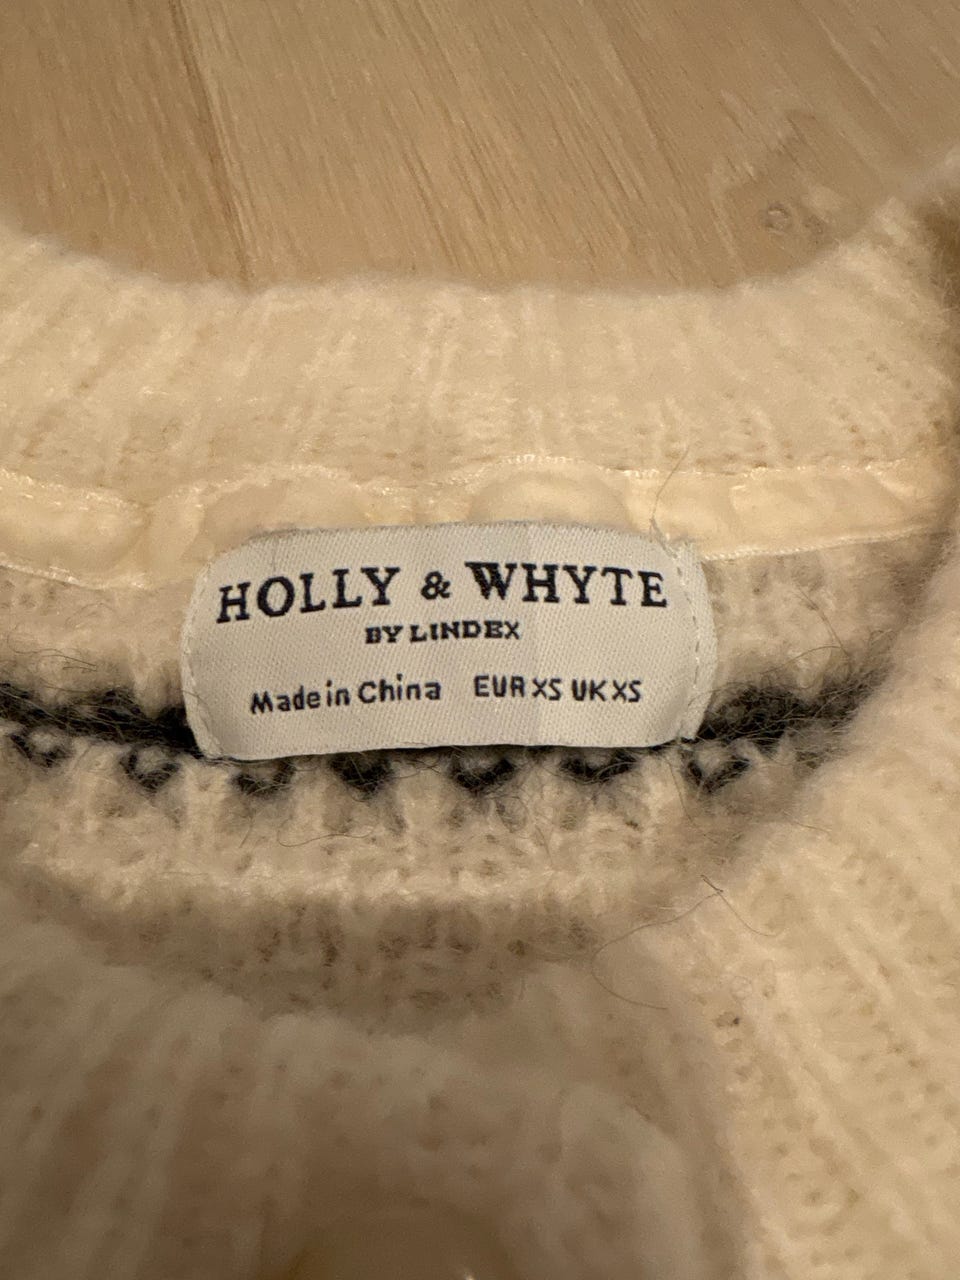 HOLLY & WHYTE
BY LINDEX
Made in China EUR XS UK XS